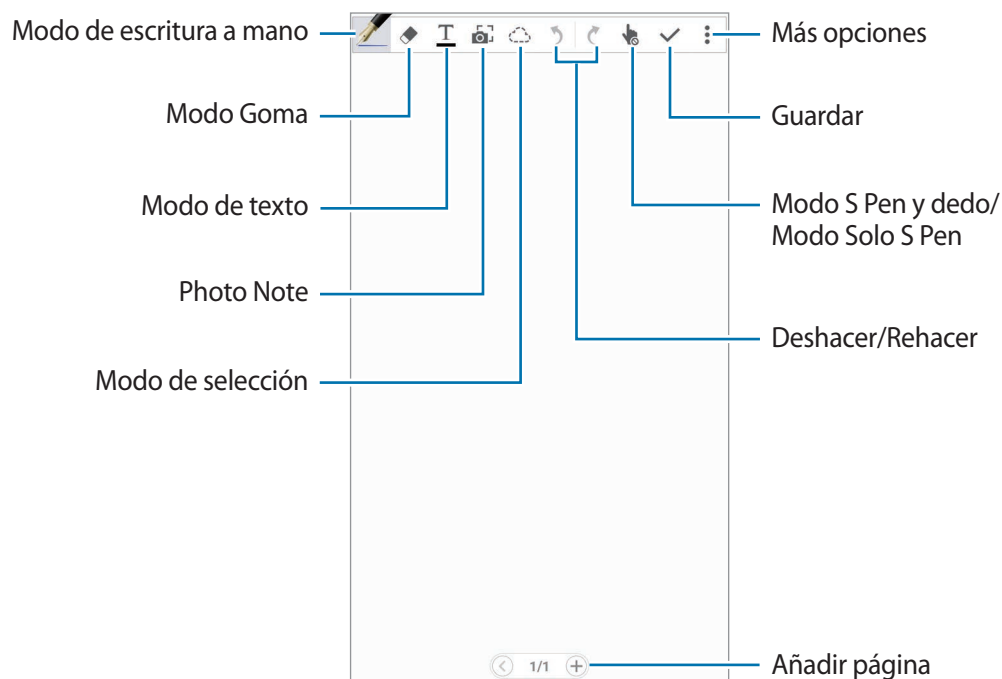 Modo de escritura a mano
Más opciones
T
Modo Goma
Guardar
Modo de texto
Modo S Pen y dedo/
Modo Solo S Pen
Photo Note
Deshacer/Rehacer
Modo de selección
1/1
Añadir página